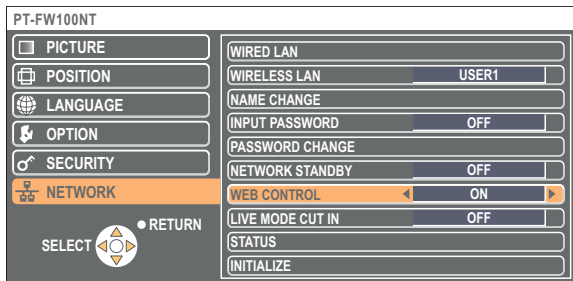 PT-FW100NT
PICTURE
POSITION
LANGUAGE
OPTION
SECURITY
NETWORK
RETURN
SELECT
WIRED LAN
WIRELESS LAN USER1
NAME CHANGE
INPUT PASSWORD OFF
PASSWORD CHANGE
NETWORK STANDBY OFF
WEB CONTROL ON
LIVE MODE CUT IN OFF
STATUS
INITIALIZE